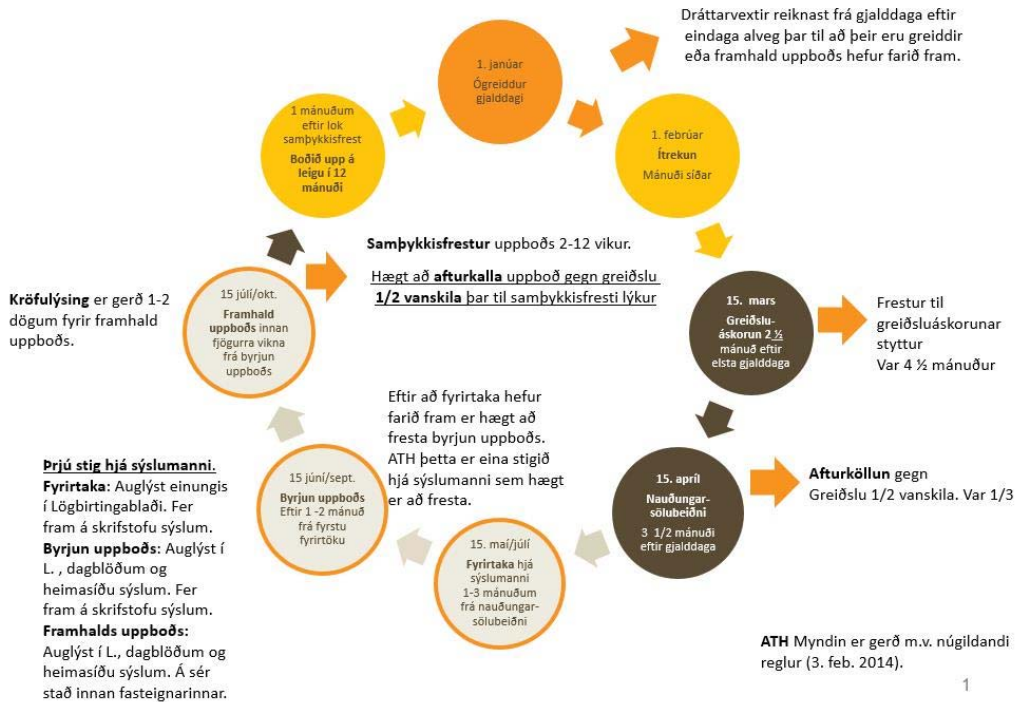 Dráttarvextir reiknast frá gjalddaga eftir
eindaga alveg þar til að þeir eru greiddir
eða framhald uppboðs hefur farið fram.
1. janúar
Ógreiddur
gjalddagi
1. febrúar
Ítrekun
Mánuði síðar
15. mars
Greiðslu-
áskorun 2 ½
mánuð eftir
elsta gjalddaga
Frestur til
greiðsluáskorunar
styttur
Var 4 ½ mánuður
15. apríl
Nauðungar-
sölubeiðni
3 1/2 mánuði
eftir gjalddaga
Afturköllun gegn
Greiðslu 1/2 vanskila. Var 1/3
15. maí/júlí
Fyrirtaka hjá
sýslumanni
1-3 mánuðum
frá nauðungar-
sölubeiðni
Eftir að fyrirtaka hefur
farið fram er hægt að
fresta byrjun uppboðs.
ATH þetta er eina stigið
hjá sýslumanni sem hægt
er að fresta.
15 júní/sept.
Byrjun uppboðs
Eftir 1 -2 mánuð
frá fyrstu
fyrirtöku
15 júlí/okt.
Framhald
uppboðs innan
fjögurra vikna
frá byrjun
uppboðs
Kröfulýsing er gerð 1-2
dögum fyrir framhald
uppboðs.
Samþykkisfrestur uppboðs 2-12 vikur.
Hægt að afturkalla uppboð gegn greiðslu
1/2 vanskila þar til samþykkisfresti lýkur
1 mánuðum
eftir lok
samþykkisfrest
Boðið upp á
leigu í 12
mánuði
Þrjú stig hjá sýslumanni.
Fyrirtaka: Auglýst einungis
í Lögbirtingablaði. Fer
fram á skrifstofu sýslum.
Byrjun uppboðs: Auglýst í
L. , dagblöðum og
heimasíðu sýslum. Fer
fram á skrifstofu sýslum.
Framhalds uppboðs:
Auglýst í L., dagblöðum og
heimasíðu sýslum. Á sér
stað innan fasteignarinnar.
ATH Myndin er gerð m.v. núgildandi
reglur (3. feb. 2014).
1